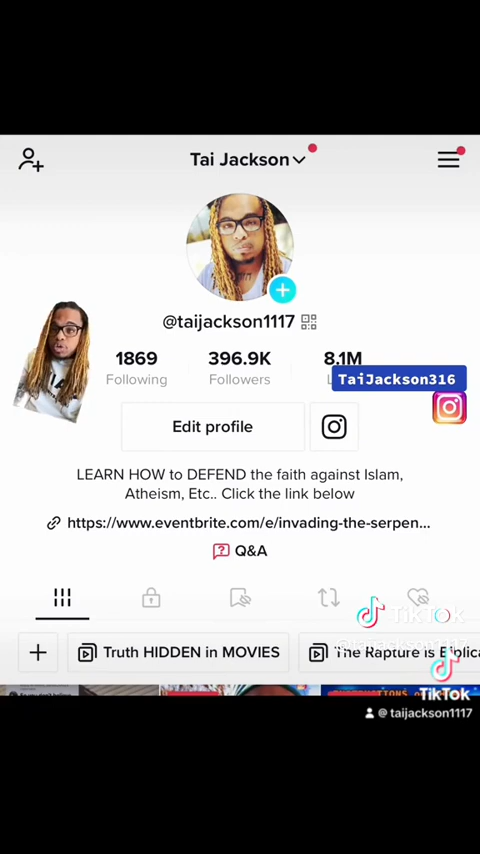 Tai Jackson
@taijackson1117
1869
396.9K
8.1M
Following
Followers
TaiJackson316
Edit profile
LEARN HOW to DEFEND the faith against Islam,
Atheism, Etc.. Click the link below
https://www.eventbrite.com/e/invading-the-serpen...
Q&A
TikTok
Truth HIDDEN in MOVIES
The Rapture is Biblica
@taijackson1117
TikTok
@ taijackson1117